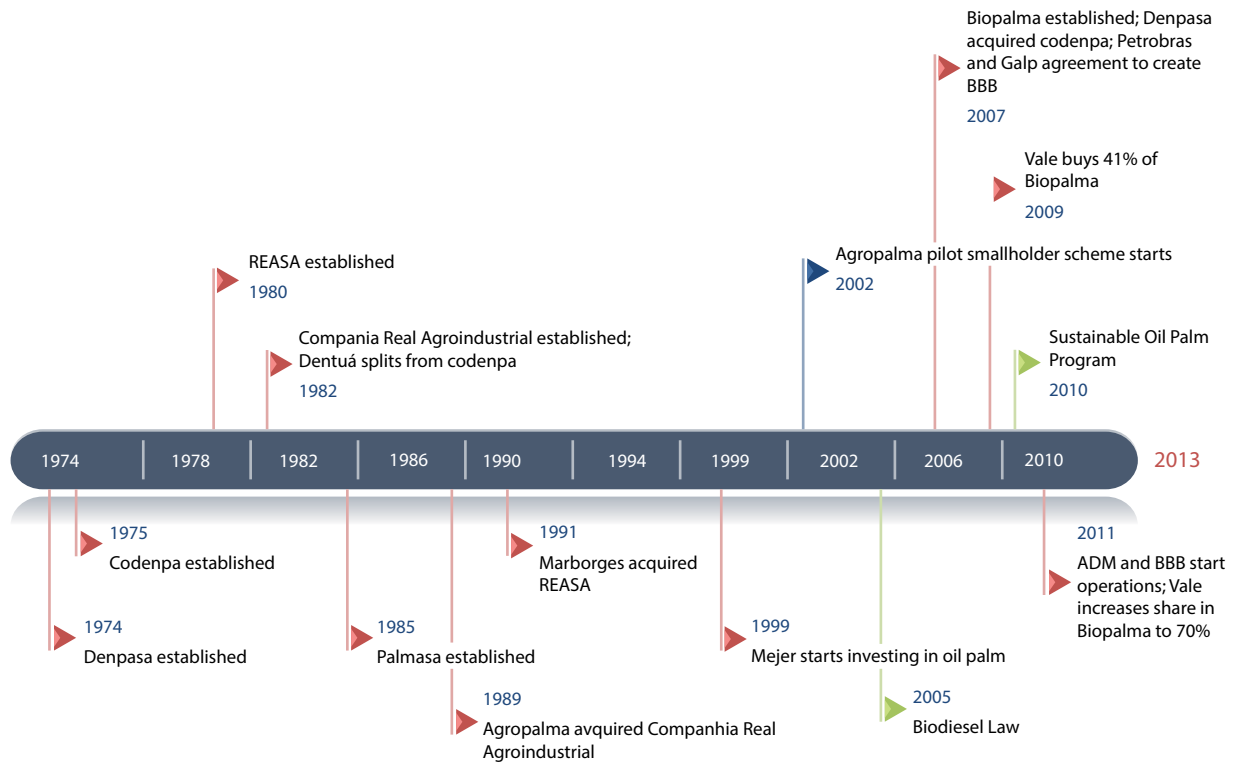 Biopalma established; Denpasa
acquired codenpa; Petrobras
and Galp agreement to create
BBB
2007
Vale buys 41% of
Biopalma
2009
REASA established
1980
Agropalma pilot smallholder scheme starts
2002
Compania Real Agroindustrial established;
Dentuá splits from codenpa
1982
Sustainable Oil Palm
Program
2010
1974
1978
1982
1986
1990
1994
1999
2002
2006
2010
2013
1975
Codenpa established
1991
Marborges acquired
REASA
2011
ADM and BBB start
operations; Vale
increases share in
Biopalma to 70%
1974
Denpasa established
1985
Palmasa established
1999
Mejer starts investing in oil palm
1989
Agropalma avquired Companhia Real
Agroindustrial
2005
Biodiesel Law